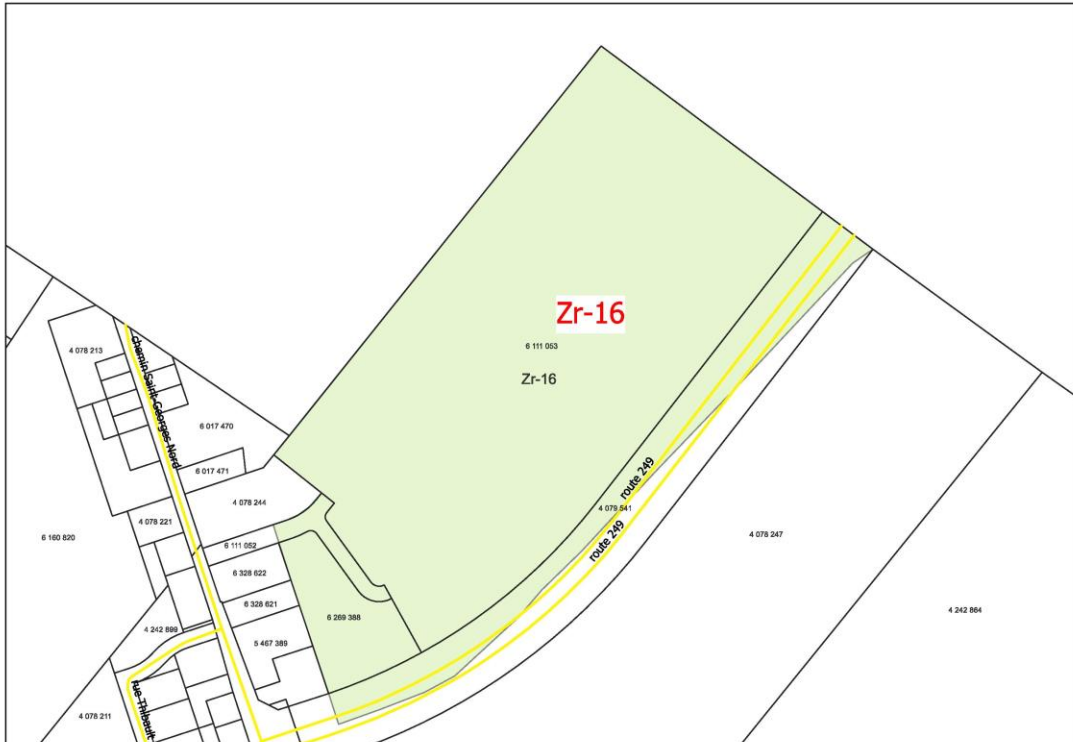 Zr-16
6 111 053
Zr-16
4 078 213
chemin Saint-Georges Nord
6 017 470
6 017 471
4 078 244
4 078 221
6 160 820
6 111 052
6 328 622
6 328 621
6 269 388
5 467 389
4 242 899
rue Thibault
4 078 211
route 249
4 079 541
route 249
4 078 247
4 242 864